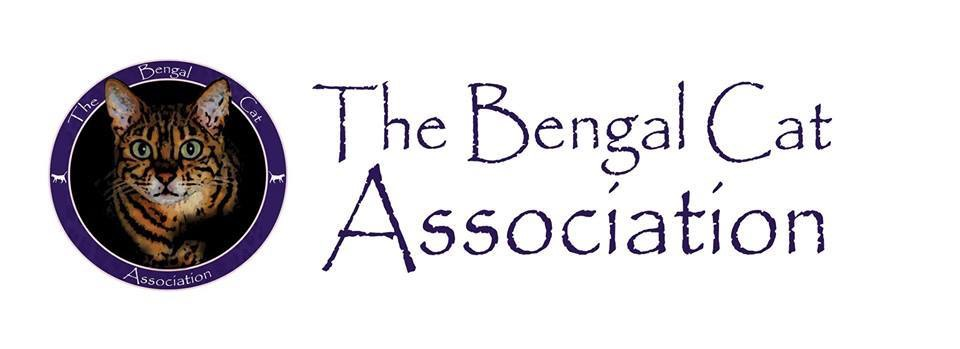 The Bengal Cat
Association
The Bengal Cat
Association